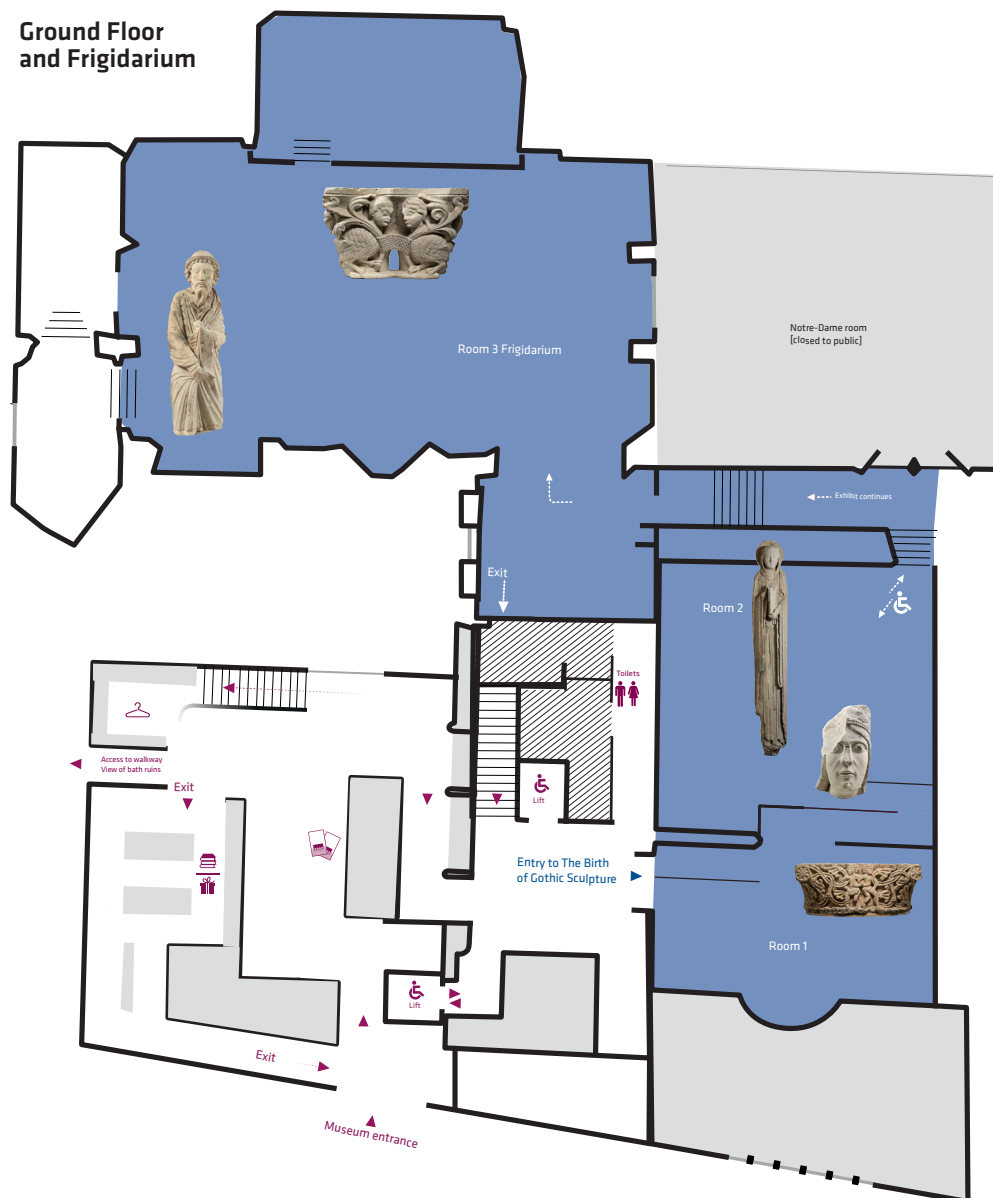 Ground Floor
and Frigidarium
Room 3 Frigidarium
Notre-Dame room
[closed to public]
Exhibit continues
Exit
Room 2
Toilets
Access to walkway
View of bath ruins
Exit
Lift
Entry to The Birth
of Gothic Sculpture
Room 1
Lift
Exit
Museum entrance